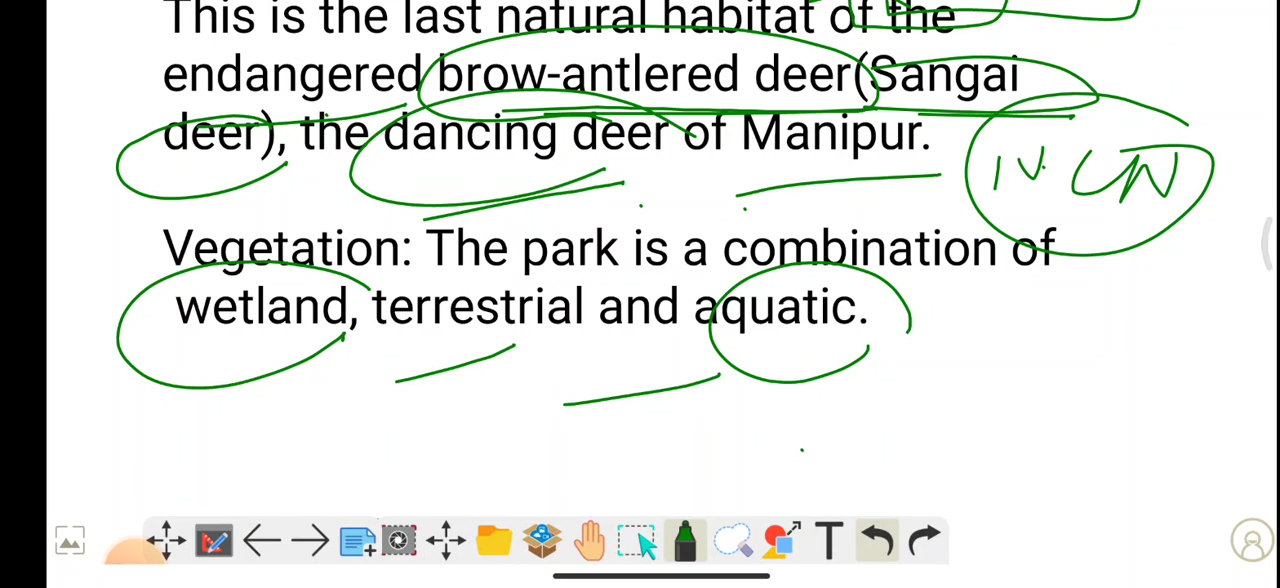 This is the last natural habitat of the
endangered brow-antlered deer(Sangai
deer), the dancing deer of Manipur.
Vegetation: The park is a combination of
wetland, terrestrial and aquatic.